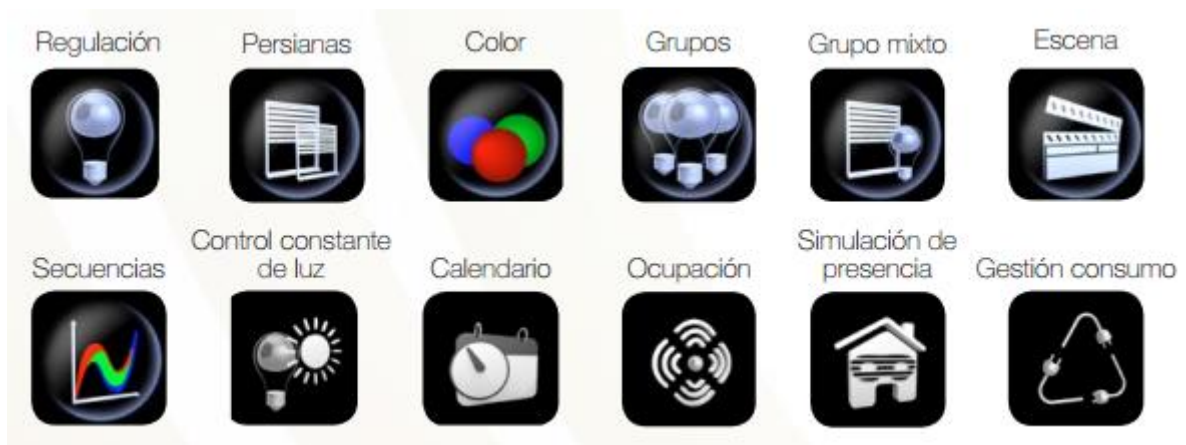 Regulación
Persianas
Color
Grupos
Grupo mixto
Escena
Secuencias
Control constante
de luz
Calendario
Ocupación
Simulación de
presencia
Gestión consumo